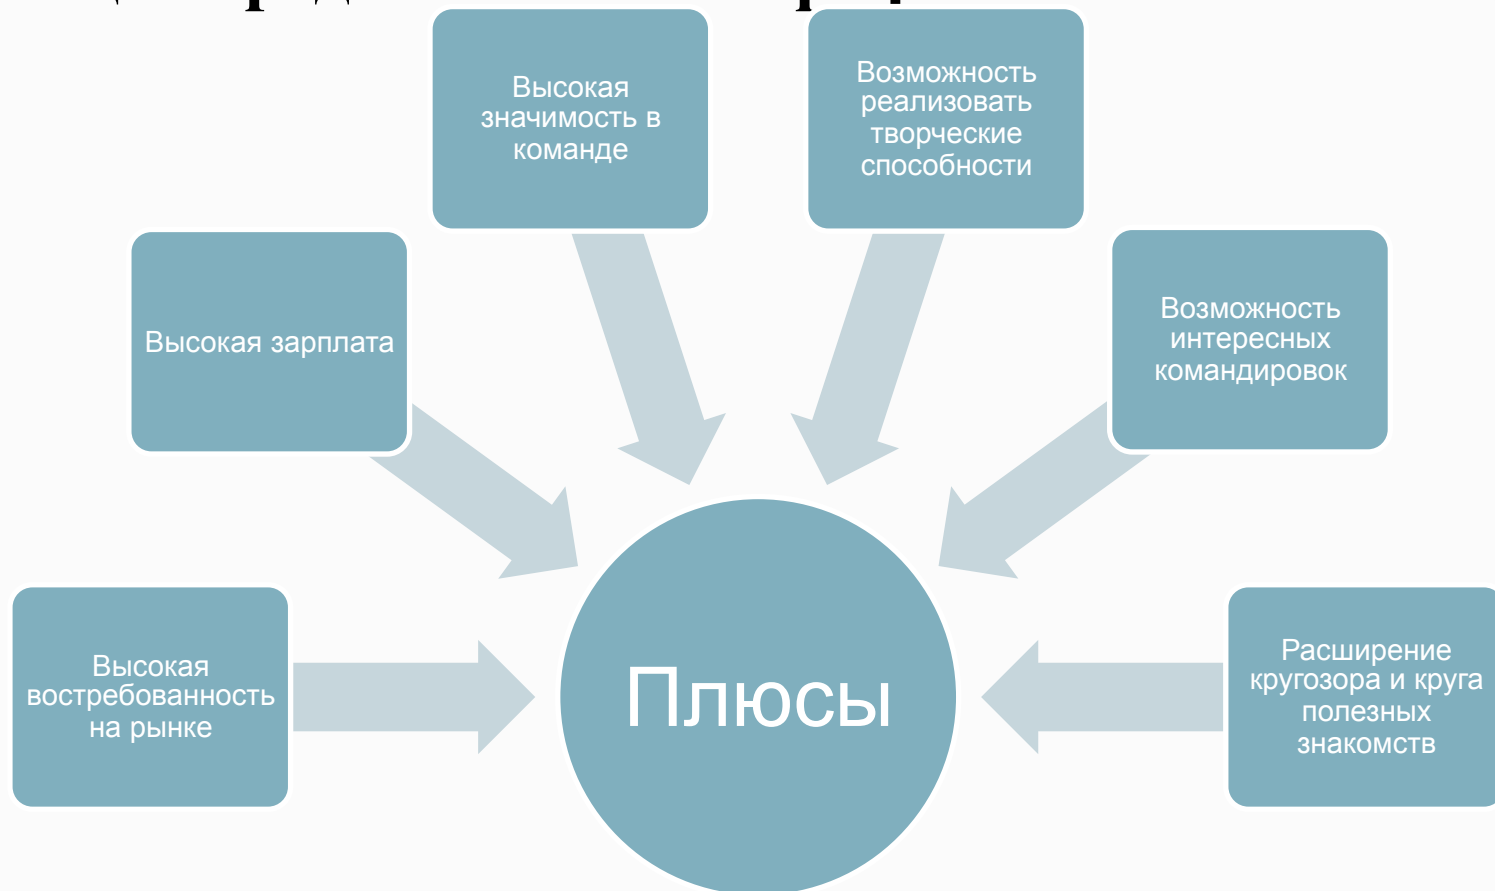 Высокая
значимость в
команде
Возможность
реализовать
творческие
способности
Высокая зарплата
Возможность
интересных
командировок
Высокая
востребованность
на рынке
Плюсы
Расширение
кругозора и круга
полезных
знакомств